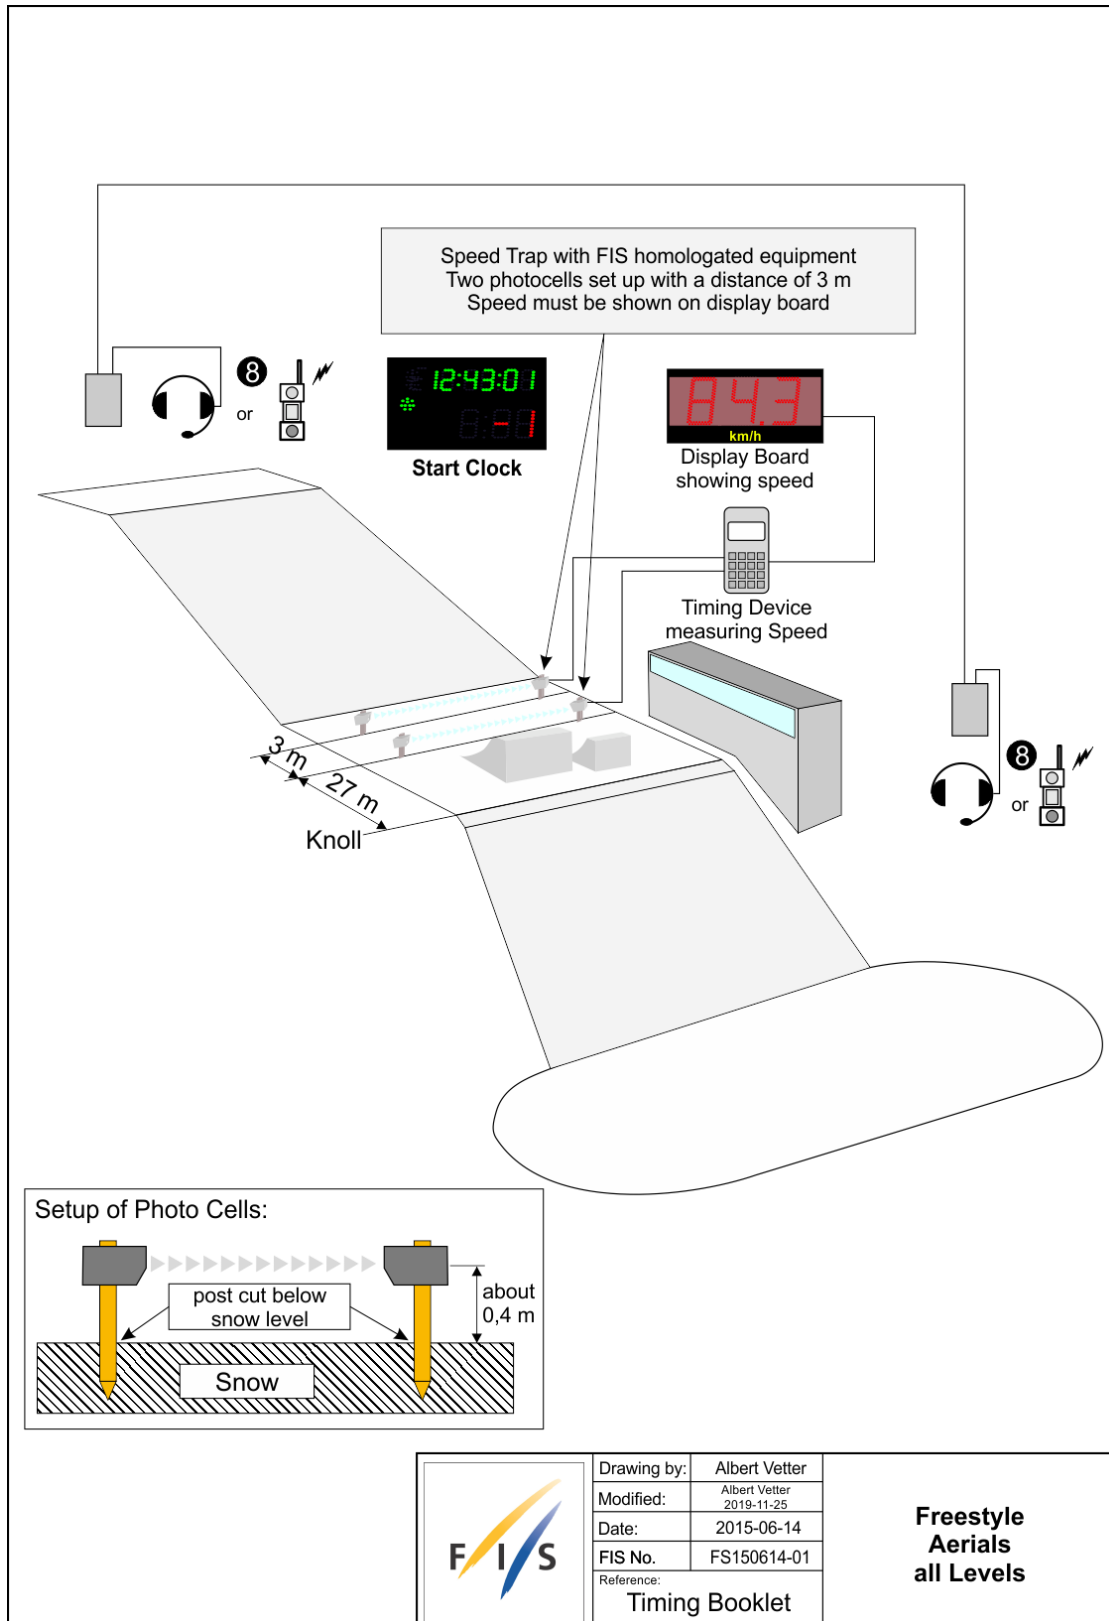 Speed Trap with FIS homologated equipment
Two photocells set up with a distance of 3 m
Speed must be shown on display board
8
or
12:43:01
-1
Start Clock
84.3
km/h
Display Board
showing speed
Timing Device
measuring Speed
3 m
27 m
Knoll
8
or
Setup of Photo Cells:
post cut below
snow level
about
0,4 m
Snow
FIS
Drawing by: Albert Vetter
Modified: Albert Vetter
2019-11-25
Date: 2015-06-14
FIS No. FS150614-01
Reference:
Timing Booklet
Freestyle
Aerials
all Levels